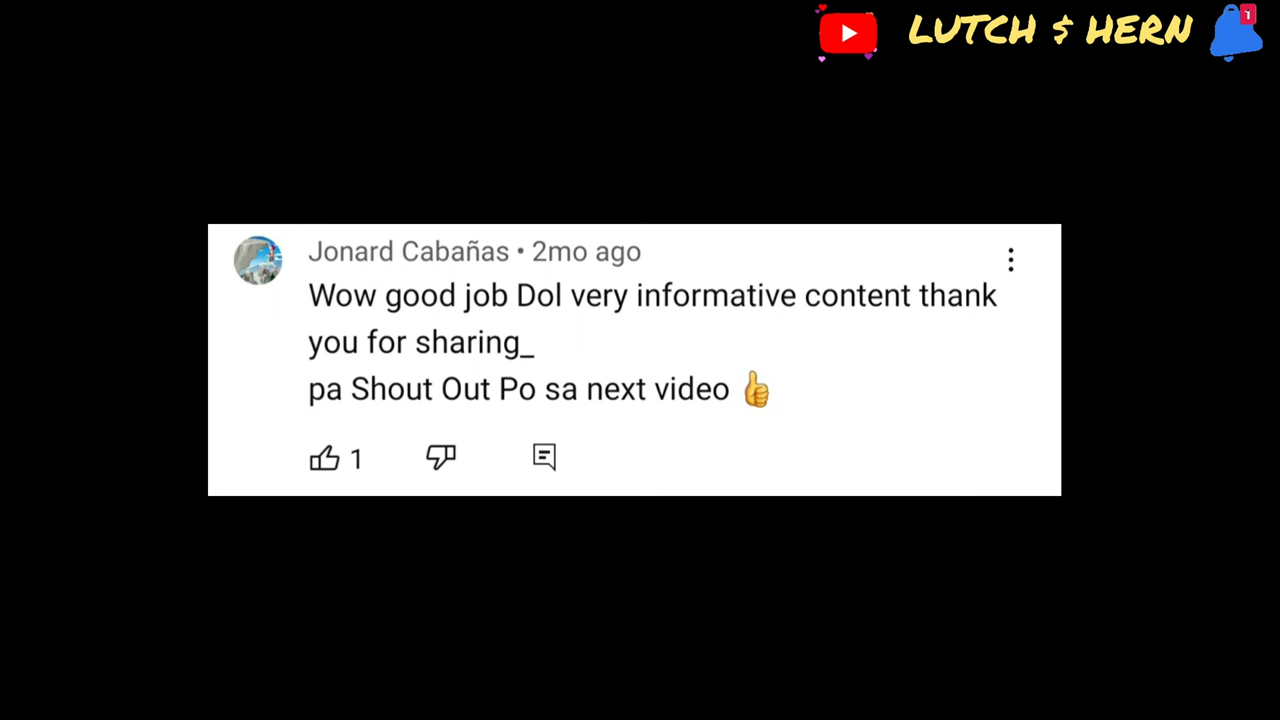 LUTCH & HERN
1
Jonard Cabañas • 2mo ago
Wow good job Dol very informative content thank
you for sharing_
pa Shout Out Po sa next video 👍
1